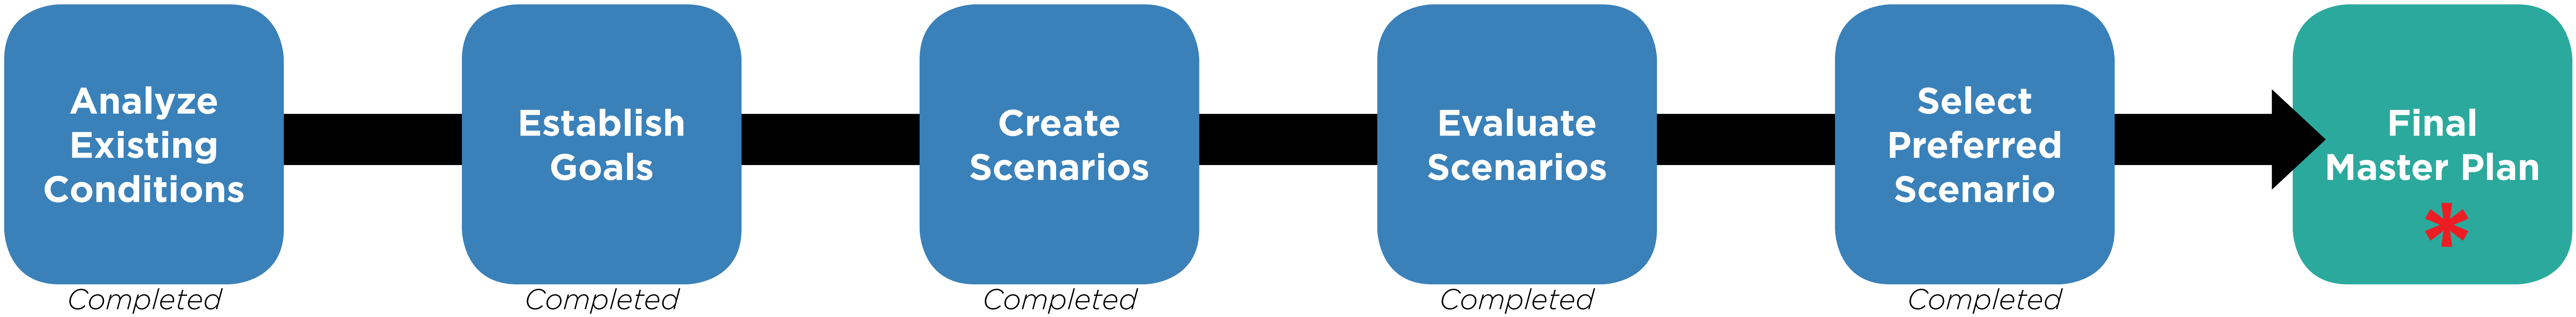 Analyze
Existing
Conditions
Completed
Establish
Goals
Completed
Create
Scenarios
Completed
Evaluate
Scenarios
Completed
Select
Preferred
Scenario
Completed
Final
Master Plan
*